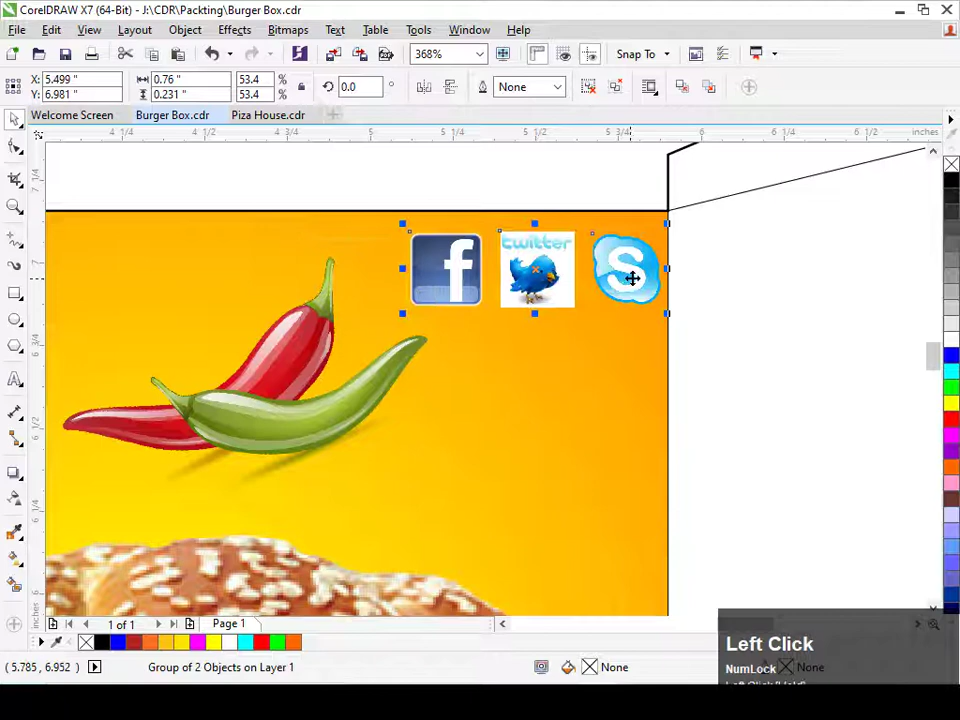 CorelDRAW X7 (64-Bit) - J:\CDR\Packting\Burger Box.cdr
File Edit View Layout Object Effects Bitmaps Text Table Tools Window Help
368% Snap To
X: 5.499 " 0.76 " 53.4 %
Y: 6.981 " 0.231 " 53.4 %
0.0 ° None
Welcome Screen Burger Box.cdr Piza House.cdr
4 1/4 4 1/2 4 3/4 5 5 1/4 5 1/2 5 3/4 6 6 1/4 6 1/2 inches
f twitter S
1 of 1 Page 1
( 5.785, 6.952 ) Group of 2 Objects on Layer 1 None None
Left Click
NumLock